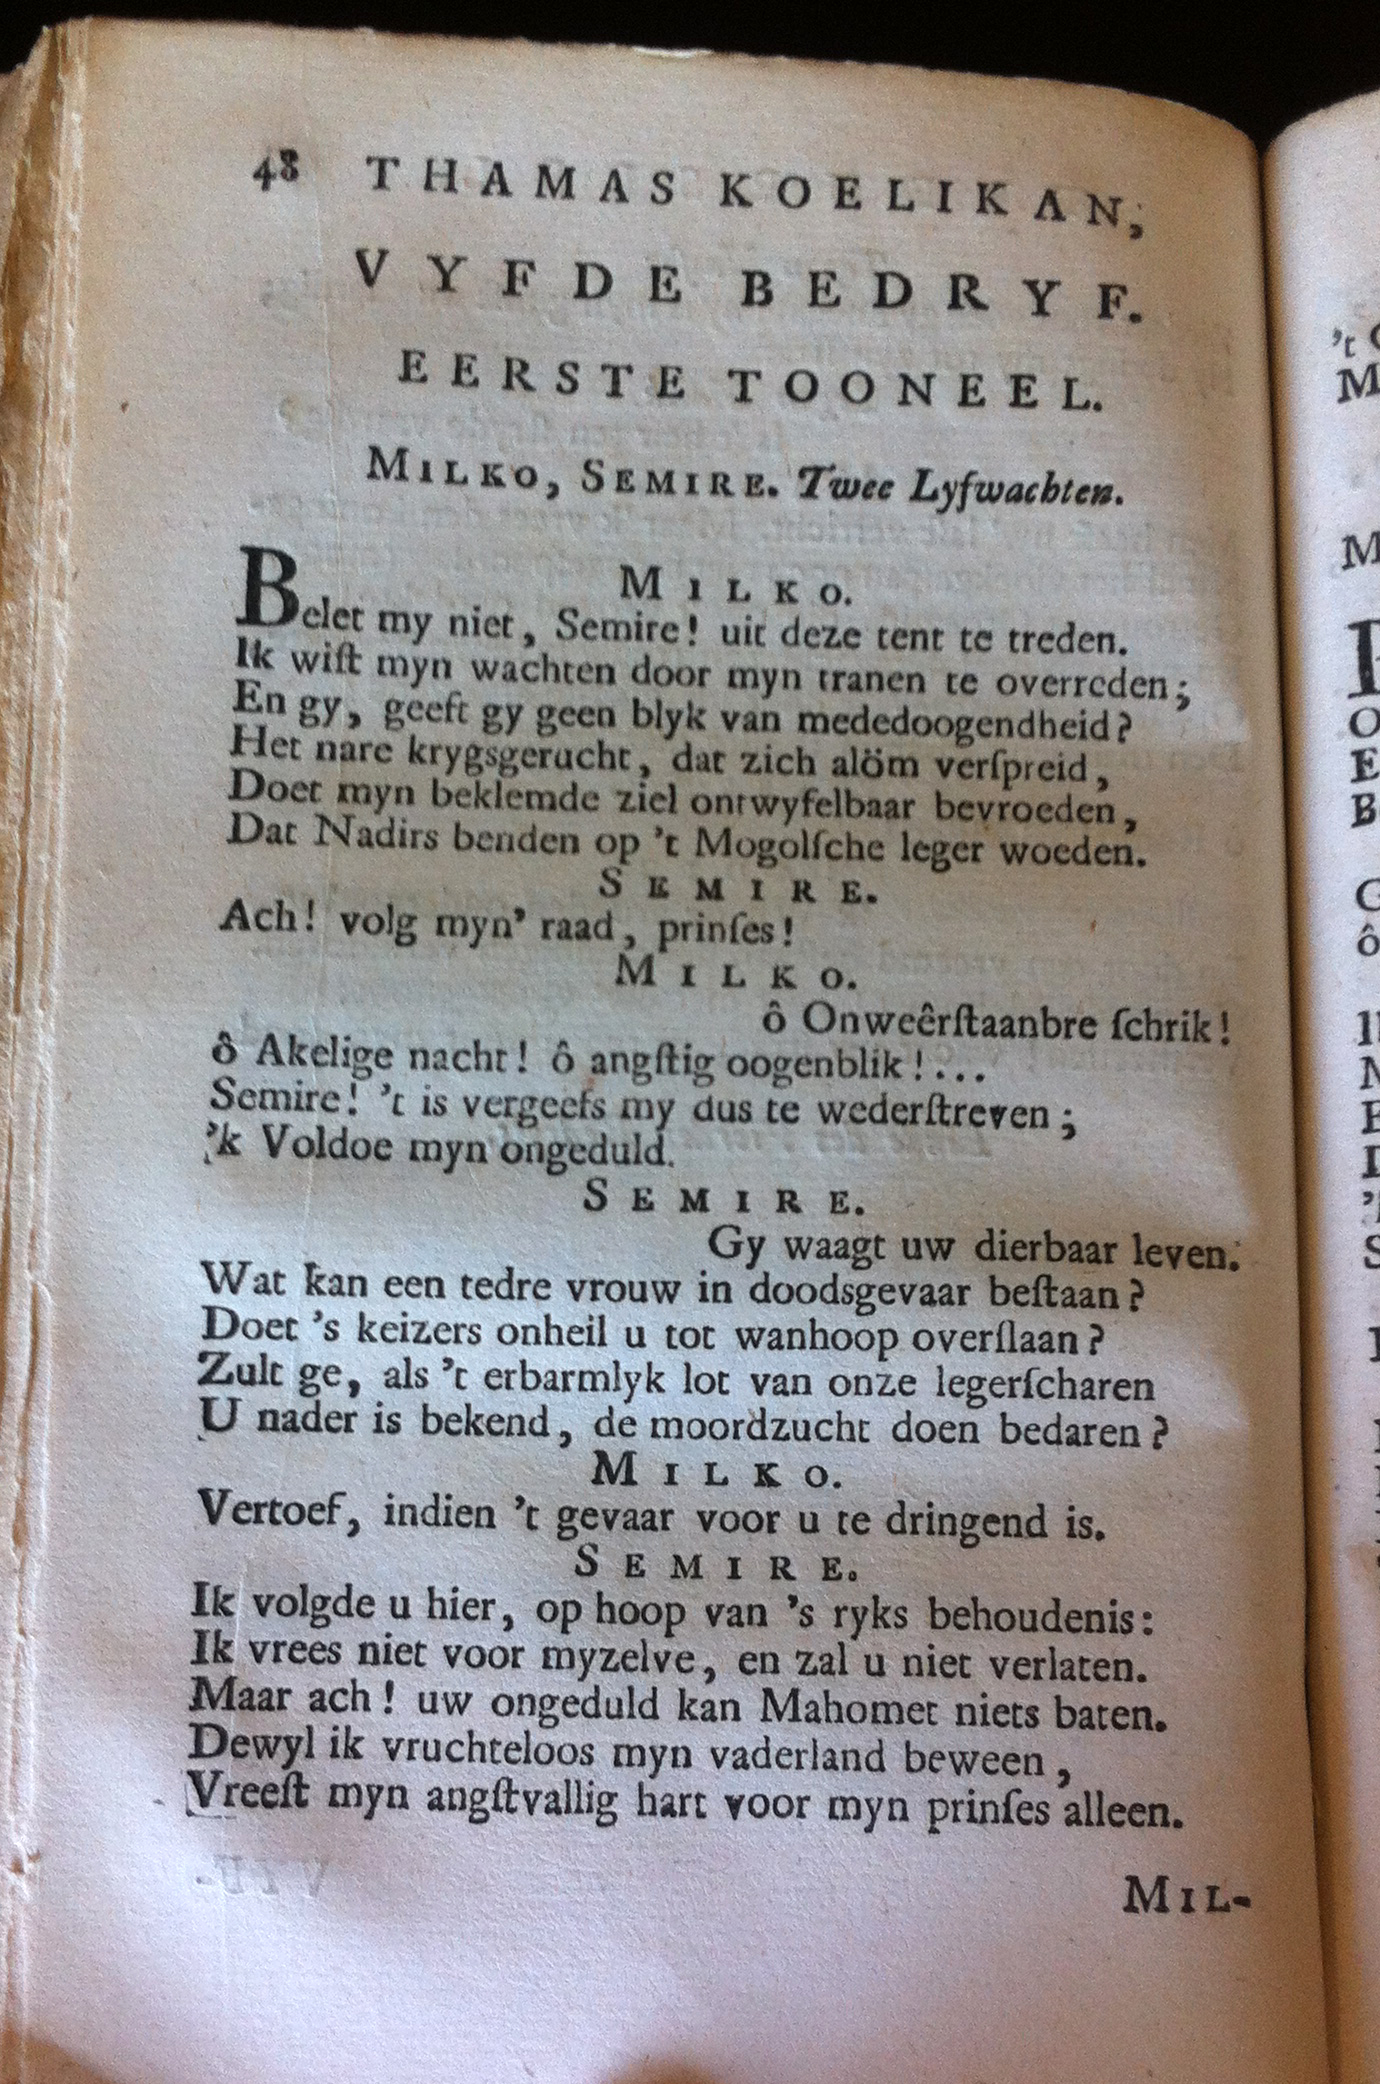 48 THAMAS KOELIKAN,
VYFDE BEDRYF.
EERSTE TOONEEL.
MILKO, SEMIRE. Twee Lyfwachten.
MILKO.
Belet my niet, Semire! uit deze tent te treden.
Ik wiſt myn wachten door myn tranen te overreden;
En gy, geeft gy geen blyk van mededoogendheid?
Het nare krygsgerucht, dat zich alöm verſpreid,
Doet myn beklemde ziel ontwyfelbaar bevroeden,
Dat Nadirs benden op 't Mogolſche leger woeden.
SEMIRE.
Ach! volg myn' raad, prinſes!
MILKO.
ô Onweêrſtaanbre ſchrik!
ô Akelige nacht! ô angſtig oogenblik!...
Semire! 't is vergeefs my dus te wederſtreven;
'k Voldoe myn ongeduld.
SEMIRE.
Gy waagt uw dierbaar leven.
Wat kan een tedre vrouw in doodsgevaar beſtaan?
Doet 's keizers onheil u tot wanhoop overſlaan?
Zult ge, als 't erbarmlyk lot van onze legerſcharen
U nader is bekend, de moordzucht doen bedaren?
MILKO.
Vertoef, indien 't gevaar voor u te dringend is.
SEMIRE.
Ik volgde u hier, op hoop van 's ryks behoudenis:
Ik vrees niet voor myzelve, en zal u niet verlaten.
Maar ach! uw ongeduld kan Mahomet niets baten.
Dewyl ik vruchteloos myn vaderland beween,
Vreeſt myn angſtvallig hart voor myn prinſes alleen.
MIL-